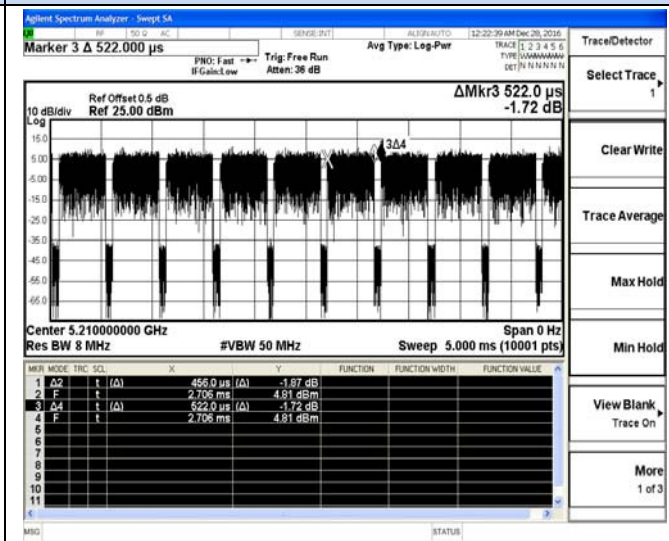 Agilent Spectrum Analyzer - Swept SA
RF 50 Ω AC SENSE:INT ALIGN AUTO 12:22:39 AM Dec 28, 2016
Marker 3 Δ 522.000 µs
PNO: Fast
IFGain:Low
Trig: Free Run
Atten: 36 dB
Avg Type: Log-Pwr
TRACE 1 2 3 4 5 6
TYPE
DET N N N N N N
Trace/Detector
Ref Offset 0.5 dB
10 dB/div Ref 25.00 dBm
Log
ΔMkr3 522.0 µs
-1.72 dB
15.0
5.00
-5.00
-15.0
-25.0
-35.0
-45.0
-55.0
-65.0
3Δ4
Center 5.210000000 GHz Span 0 Hz
Res BW 8 MHz #VBW 50 MHz Sweep 5.000 ms (10001 pts)
MKR MODE TRC SCL X Y FUNCTION FUNCTION WIDTH FUNCTION VALUE
1 Δ2 t (Δ) 456.0 µs (Δ) -1.87 dB
2 F t 2.706 ms 4.81 dBm
3 Δ4 t (Δ) 522.0 µs (Δ) -1.72 dB
4 F t 2.706 ms 4.81 dBm
5
6
7
8
9
10
11
MSG STATUS
Select Trace
1
Clear Write
Trace Average
Max Hold
Min Hold
View Blank
Trace On
More
1 of 3